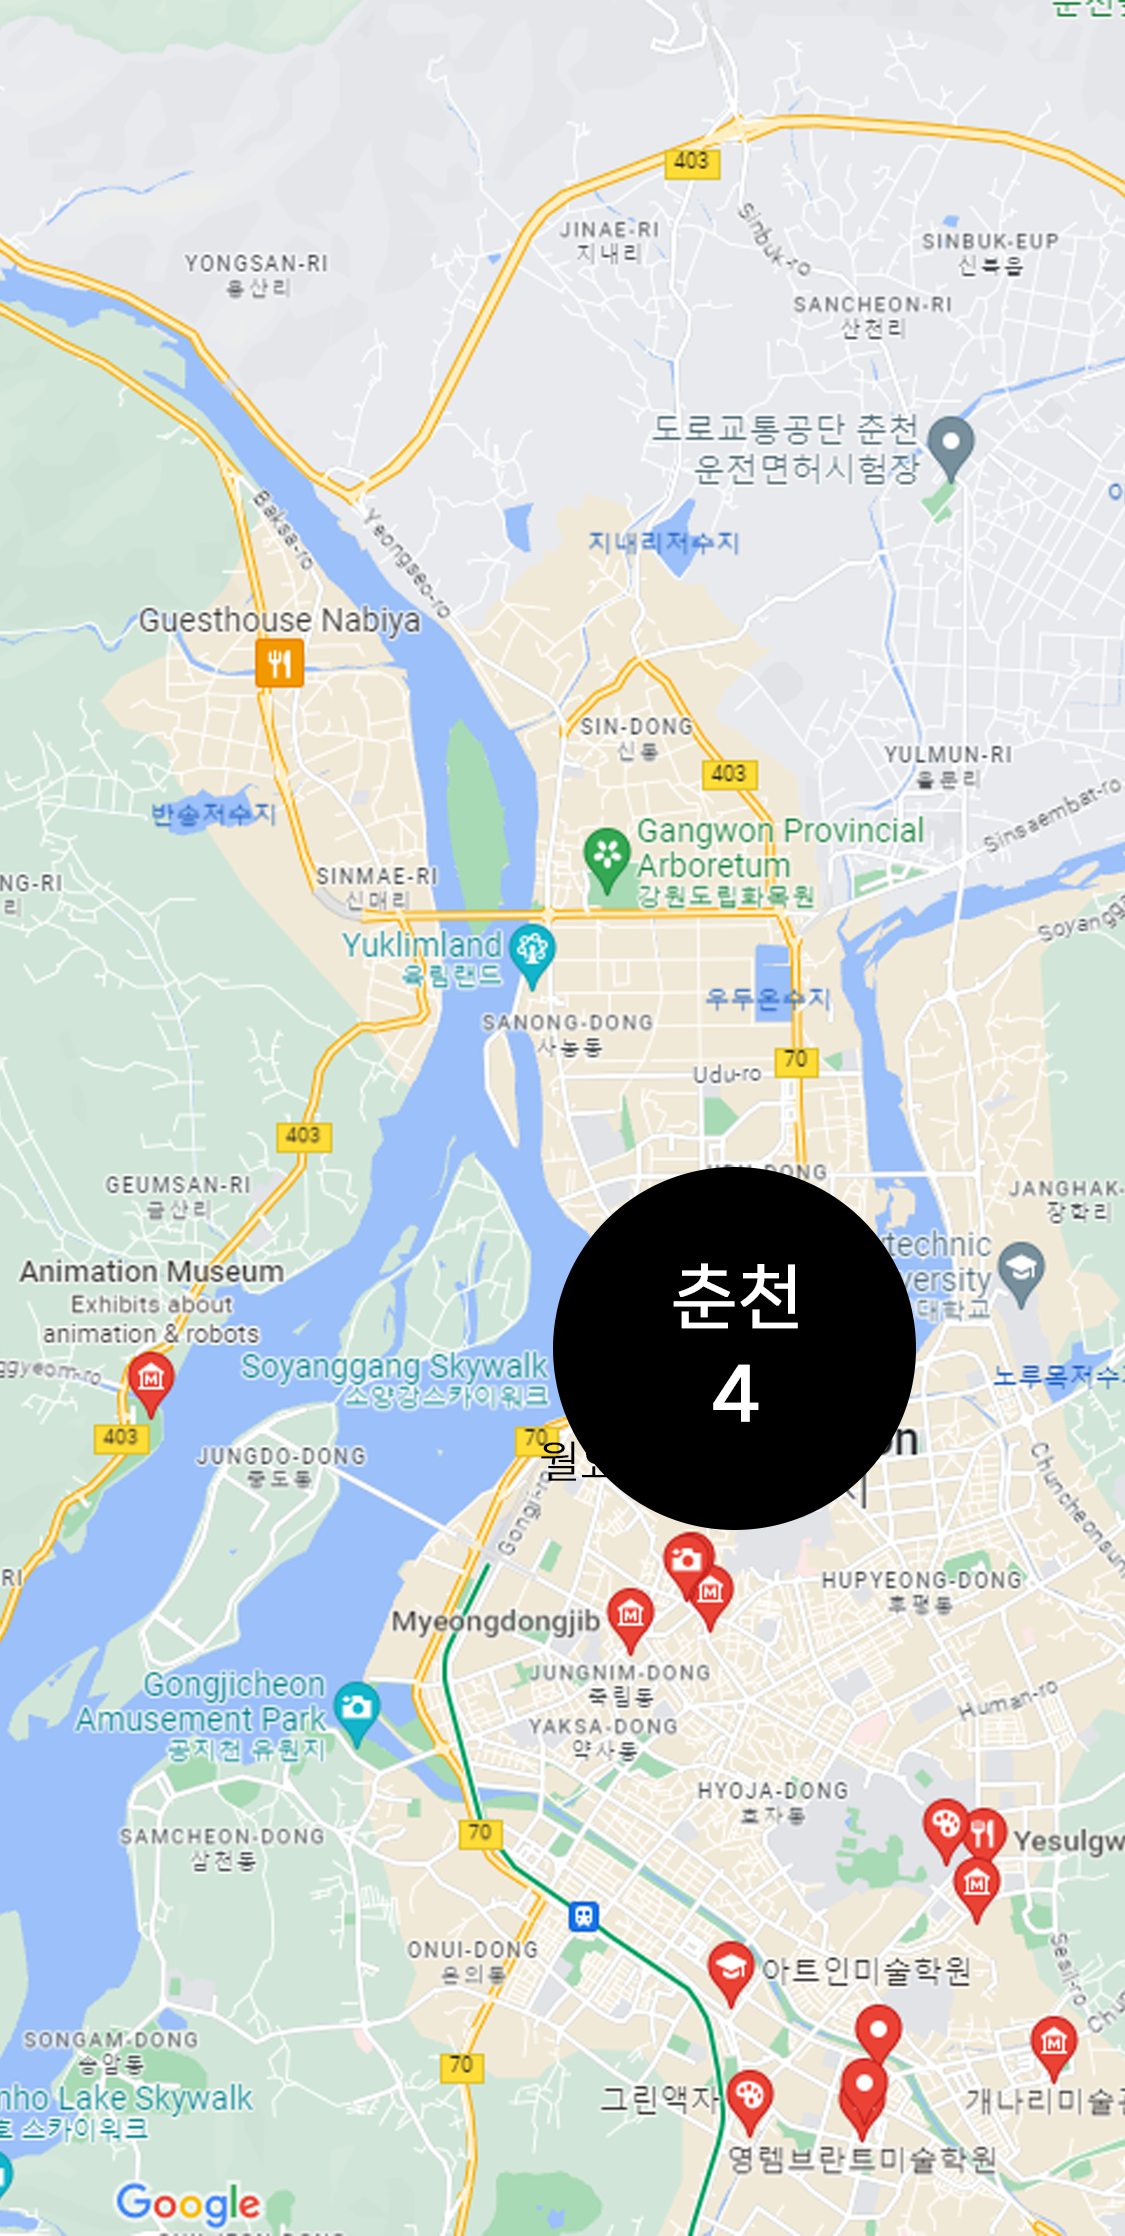 403
JINAE-RI
지내리
Sinbuk-ro
SINBUK-EUP
신북읍
YONGSAN-RI
용산리
SANCHEON-RI
산천리
도로교통공단 춘천
운전면허시험장
Baksa-ro
Yeongseo-ro
지내리저수지
Guesthouse Nabiya
SIN-DONG
신동
403
YULMUN-RI
율문리
Sinsaembat-ro
반송저수지
Gangwon Provincial
Arboretum
강원도립화목원
SINMAE-RI
신매리
NG-RI
리
Yuklimland
육림랜드
우두온수지
SANONG-DONG
사농동
Udu-ro
70
403
GEUMSAN-RI
금산리
JANGHAK-
장학리
technic
versity
대학교
춘천
4
Animation Museum
Exhibits about
animation & robots
Soyanggang Skywalk
소양강스카이워크
노루목저수
403
70
JUNGDO-DONG
중도동
Gongji-ro
on
RI
HUPYEONG-DONG
후평동
Myeongdongjib
JUNGNIM-DONG
죽림동
Gongjicheon
Amusement Park
공지천 유원지
YAKSA-DONG
약사동
Human-ro
HYOJA-DONG
효자동
SAMCHEON-DONG
삼천동
70
Yesulgw
ONUI-DONG
온의동
Sesil-ro
아트인미술학원
SONGAM-DONG
송암동
70
nho Lake Skywalk
호 스카이워크
그린액자
개나리미술관
영렘브란트미술학원
Google